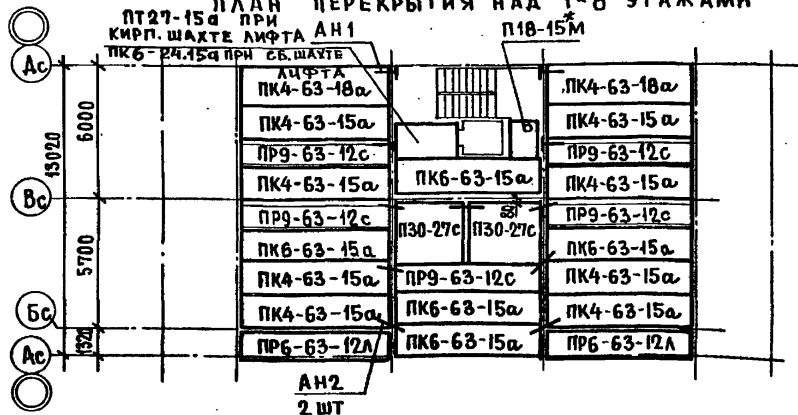 ПЛАН ПЕРЕКРЫТИЯ НАД 1-8 ЭТАЖАМИ
ПТ27-15а ПРИ
КИРП. ШАХТЕ ЛИФТА
ПК6-24.15а ПРИ СБ. ШАХТЕ
ЛИФТА
АН1
П18-15М*
Дс
Вс
Бс
Ас
6000
5700
1320
13020
ПК4-63-18а
ПК4-63-15а
ПР9-63-12с
ПК4-63-15а
ПР9-63-12с
ПК6-63-15а
ПК4-63-15а
ПК4-63-15а
ПР6-63-12Л
ПК6-63-15а
80
П30-27с
П30-27с
ПР9-63-12с
ПК6-63-15а
ПК6-63-15а
ПК4-63-18а
ПК4-63-15а
ПР9-63-12с
ПК4-63-15а
ПР9-63-12с
ПК6-63-15а
ПК4-63-15а
ПК4-63-15а
ПР6-63-12Л
АН2
2 ШТ